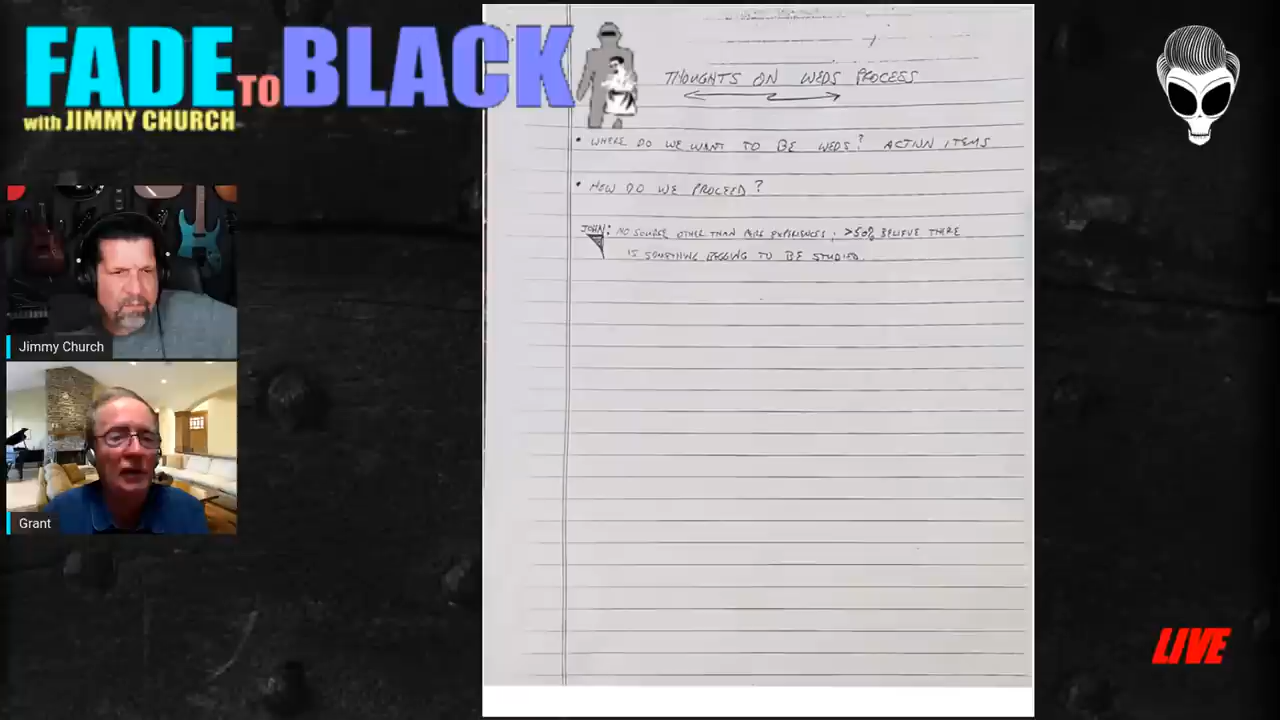 FADE TO BLACK
with JIMMY CHURCH
THOUGHTS ON WEDS PROCESS
• WHERE DO WE WANT TO BE WEDS? ACTION ITEMS
• HOW DO WE PROCEED?
JOHN: NO SOURCE OTHER THAN EXPERIENCES; >50% BELIEVE THERE
IS SOMETHING BEGGING TO BE STUDIED.
Jimmy Church
Grant
LIVE